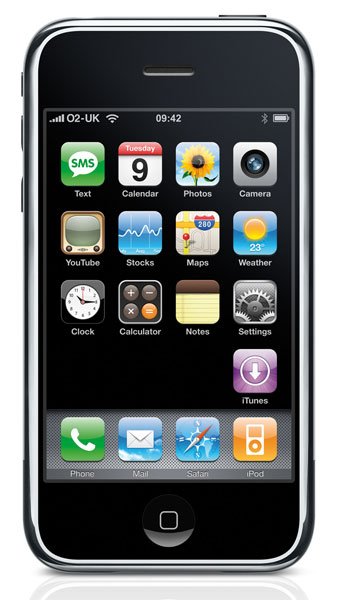 O2-UK 09:42
SMS Tuesday 9 280 23°
Text Calendar Photos Camera
YouTube Stocks Maps Weather
Clock Calculator Notes Settings
iTunes
Phone Mail Safari iPod